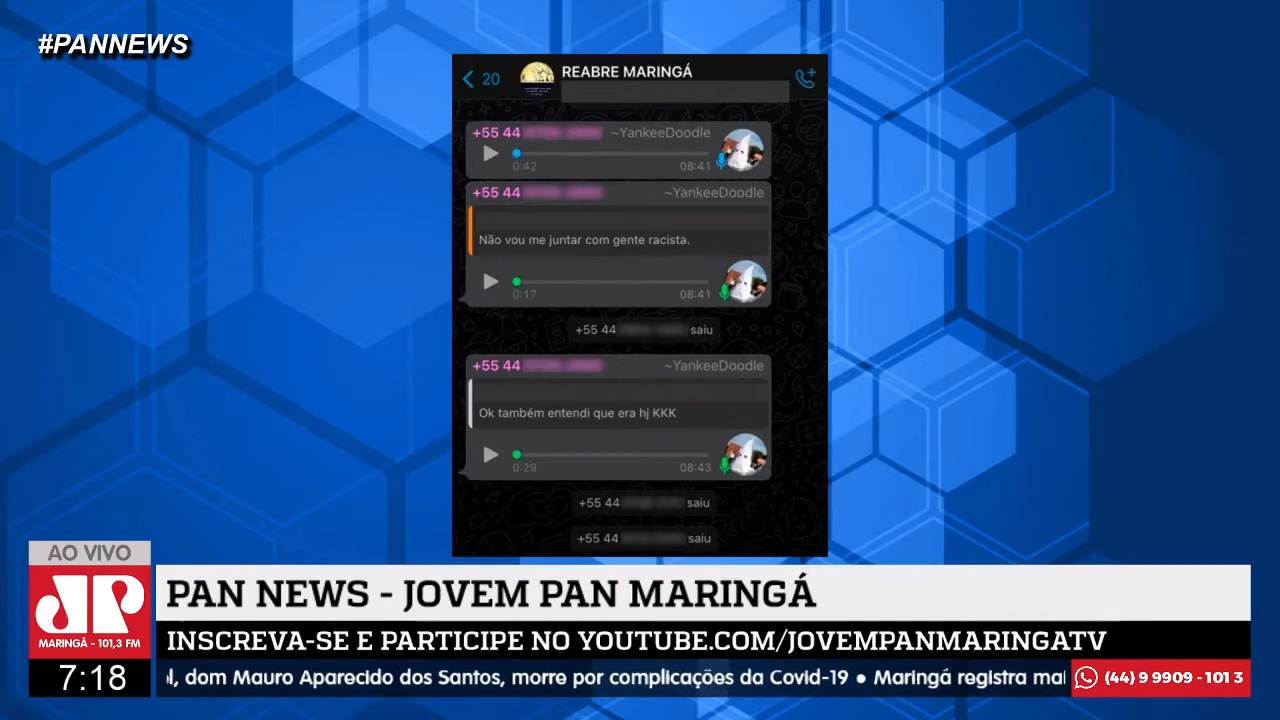 #PANNEWS
20
REABRE MARINGÁ
+55 44
~YankeeDoodle
0:42
08:41
+55 44
~YankeeDoodle
Não vou me juntar com gente racista.
0:17
08:41
+55 44
saiu
+55 44
~YankeeDoodle
Ok também entendi que era hj KKK
0:29
08:43
+55 44
saiu
+55 44
saiu
AO VIVO
JP
MARINGÁ - 101,3 FM
7:18
PAN NEWS - JOVEM PAN MARINGÁ
INSCREVA-SE E PARTICIPE NO YOUTUBE.COM/JOVEMPANMARINGATV
dom Mauro Aparecido dos Santos, morre por complicações da Covid-19 ● Maringá registra
(44) 9 9909 - 101 3